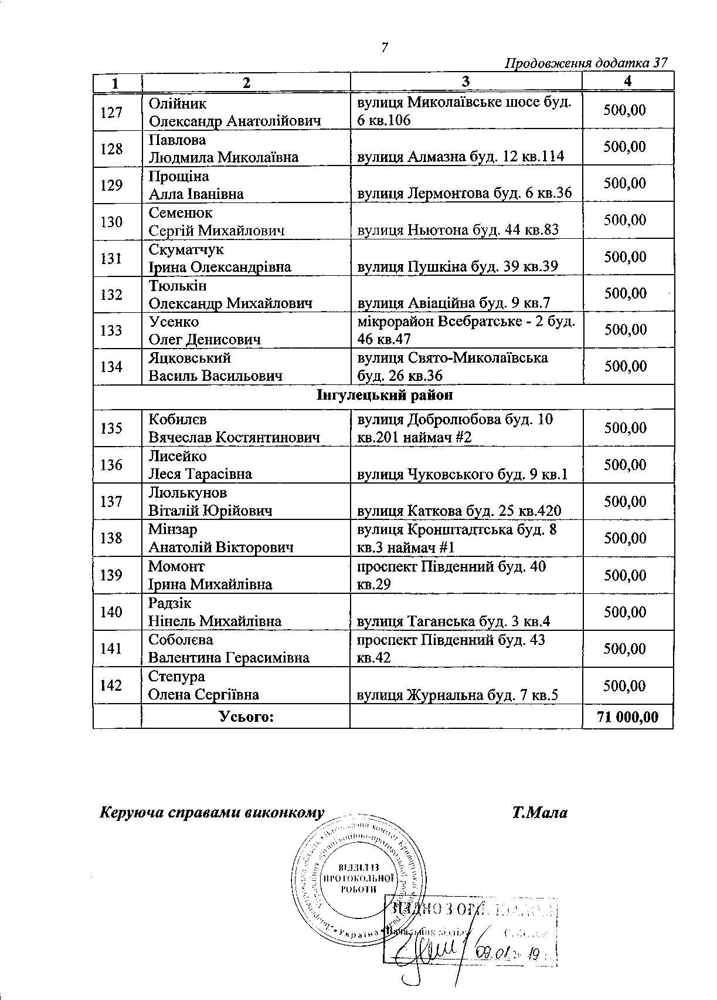 7
Продовження додатка 37
1 2 3 4
127 Олійник Олександр Анатолійович вулиця Миколаївське шосе буд. 6 кв.106 500,00
128 Павлова Людмила Миколаївна вулиця Алмазна буд. 12 кв.114 500,00
129 Прощіна Алла Іванівна вулиця Лермонтова буд. 6 кв.36 500,00
130 Семенюк Сергій Михайлович вулиця Ньютона буд. 44 кв.83 500,00
131 Скуматчук Ірина Олександрівна вулиця Пушкіна буд. 39 кв.39 500,00
132 Тюлькін Олександр Михайлович вулиця Авіаційна буд. 9 кв.7 500,00
133 Усенко Олег Денисович мікрорайон Всебратське - 2 буд. 46 кв.47 500,00
134 Яцковський Василь Васильович вулиця Свято-Миколаївська буд. 26 кв.36 500,00
Інгулецький район
135 Кобилєв Вячеслав Костянтинович вулиця Добролюбова буд. 10 кв.201 наймач #2 500,00
136 Лисейко Леся Тарасівна вулиця Чуковського буд. 9 кв.1 500,00
137 Люлькунов Віталій Юрійович вулиця Каткова буд. 25 кв.420 500,00
138 Мінзар Анатолій Вікторович вулиця Кронштадтська буд. 8 кв.3 наймач #1 500,00
139 Момонт Ірина Михайлівна проспект Південний буд. 40 кв.29 500,00
140 Радзік Нінель Михайлівна вулиця Таганська буд. 3 кв.4 500,00
141 Соболєва Валентина Герасимівна проспект Південний буд. 43 кв.42 500,00
142 Степура Олена Сергіївна вулиця Журнальна буд. 7 кв.5 500,00
Усього: 71 000,00
Керуюча справами виконкому Т.Мала
ВІДДІЛ ІЗ
ПРОТОКОЛЬНОЇ
РОБОТИ
Україна
ЗГІДНО З
Начальник відділу
09.01. 19